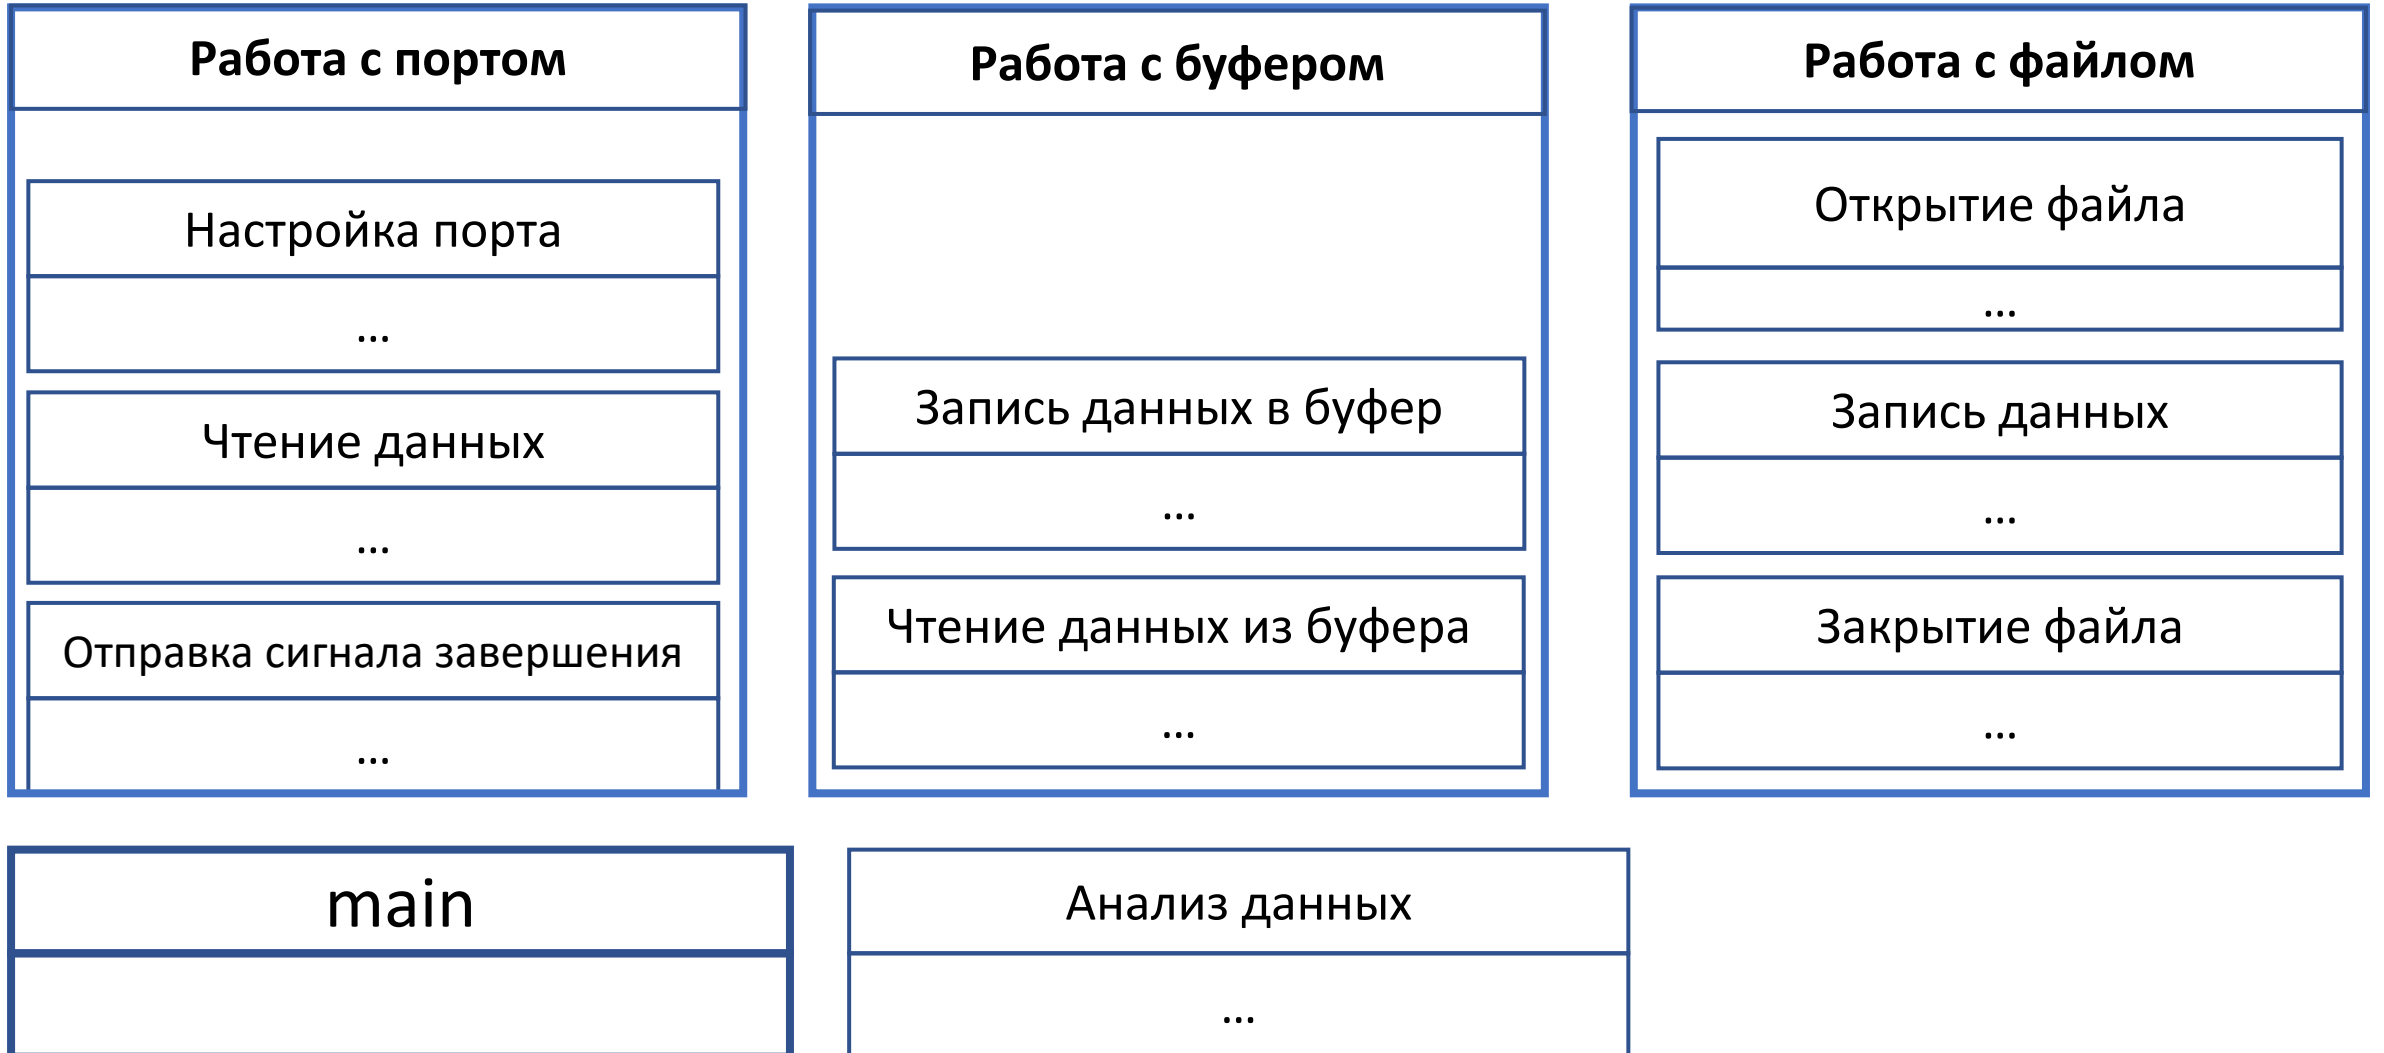 Работа с портом
Настройка порта
...
Чтение данных
...
Отправка сигнала завершения
...
Работа с буфером
Запись данных в буфер
...
Чтение данных из буфера
...
Работа с файлом
Открытие файла
...
Запись данных
...
Закрытие файла
...
main
Анализ данных
...